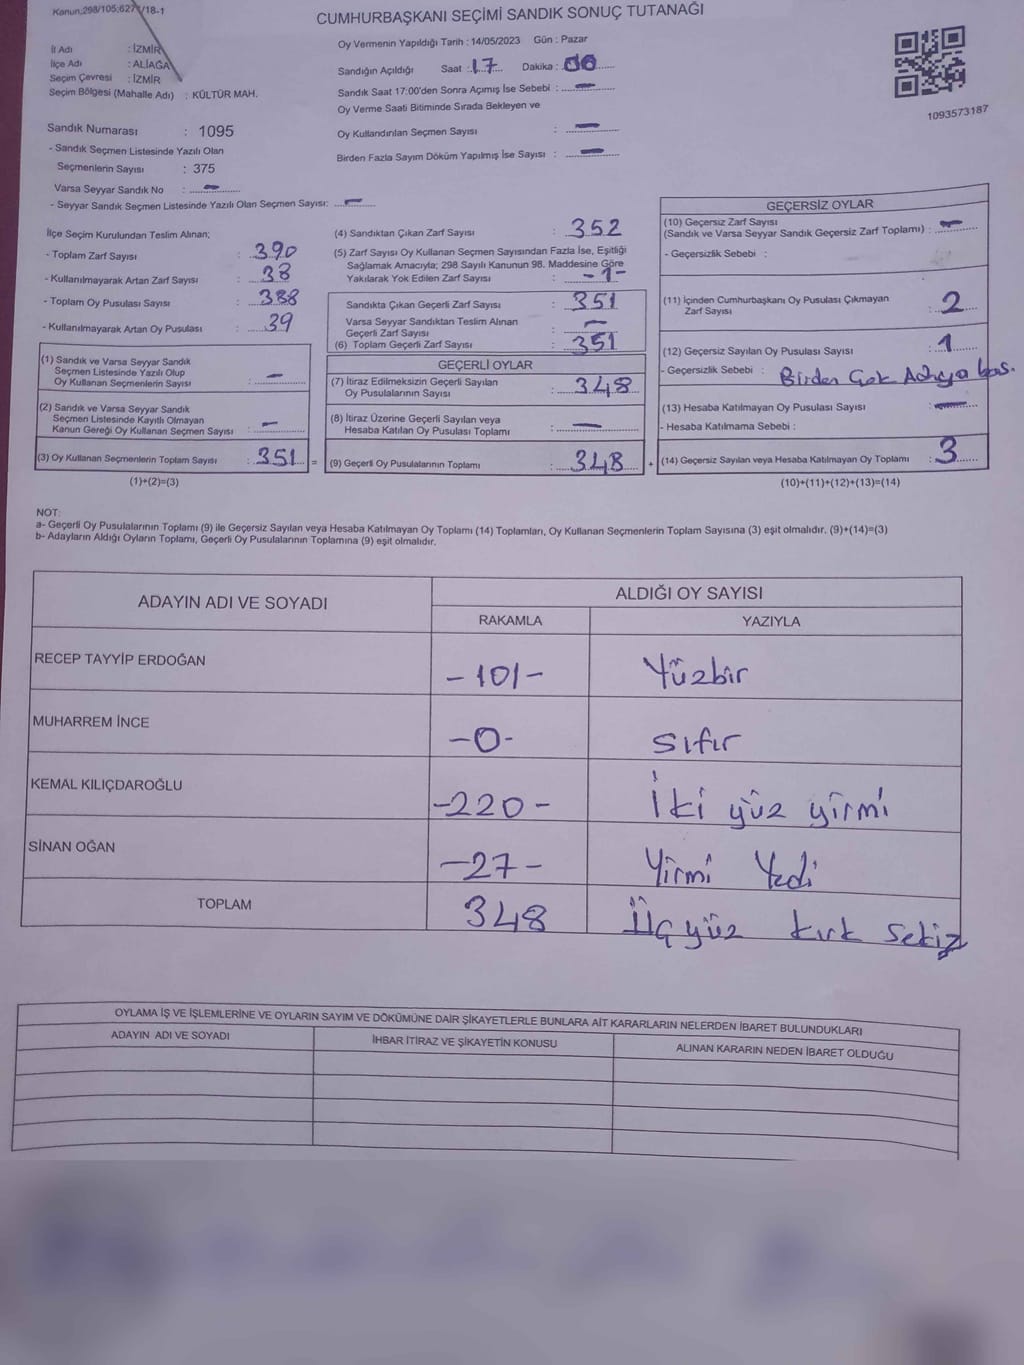 Kanun:298/105;6271/18-1
CUMHURBAŞKANI SEÇİMİ SANDIK SONUÇ TUTANAĞI
İl Adı : İZMİR
İlçe Adı : ALİAĞA
Seçim Çevresi : İZMİR
Seçim Bölgesi (Mahalle Adı) : KÜLTÜR MAH.
Oy Vermenin Yapıldığı Tarih : 14/05/2023 Gün : Pazar
Sandığın Açıldığı Saat : 17 Dakika : 00
Sandık Saat 17:00'den Sonra Açımış İse Sebebi : —
Oy Verme Saati Bitiminde Sırada Bekleyen ve
Oy Kullandırılan Seçmen Sayısı : —
Birden Fazla Sayım Döküm Yapılmış İse Sayısı : —
1093573187
Sandık Numarası : 1095
- Sandık Seçmen Listesinde Yazılı Olan
Seçmenlerin Sayısı : 375
Varsa Seyyar Sandık No : —
- Seyyar Sandık Seçmen Listesinde Yazılı Olan Seçmen Sayısı: —
İlçe Seçim Kurulundan Teslim Alınan;
- Toplam Zarf Sayısı : 390
- Kullanılmayarak Artan Zarf Sayısı : 38
- Toplam Oy Pusulası Sayısı : 388
- Kullanılmayarak Artan Oy Pusulası : 39
(1) Sandık ve Varsa Seyyar Sandık
Seçmen Listesinde Yazılı Olup
Oy Kullanan Seçmenlerin Sayısı : —
(2) Sandık ve Varsa Seyyar Sandık
Seçmen Listesinde Kayıtlı Olmayan
Kanun Gereği Oy Kullanan Seçmen Sayısı : —
(3) Oy Kullanan Seçmenlerin Toplam Sayısı : 351 =
(1)+(2)=(3)
(4) Sandıktan Çıkan Zarf Sayısı : 352
(5) Zarf Sayısı Oy Kullanan Seçmen Sayısından Fazla İse, Eşitliği
Sağlamak Amacıyla; 298 Sayılı Kanunun 98. Maddesine Göre
Yakılarak Yok Edilen Zarf Sayısı : -1-
Sandıkta Çıkan Geçerli Zarf Sayısı : 351
Varsa Seyyar Sandıktan Teslim Alınan
Geçerli Zarf Sayısı : —
(6) Toplam Geçerli Zarf Sayısı : 351
GEÇERLİ OYLAR
(7) İtiraz Edilmeksizin Geçerli Sayılan
Oy Pusulalarının Sayısı : 348
(8) İtiraz Üzerine Geçerli Sayılan veya
Hesaba Katılan Oy Pusulası Toplamı : —
(9) Geçerli Oy Pusulalarının Toplamı : 348 +
GEÇERSİZ OYLAR
(10) Geçersiz Zarf Sayısı
(Sandık ve Varsa Seyyar Sandık Geçersiz Zarf Toplamı) : —
- Geçersizlik Sebebi :
(11) İçinden Cumhurbaşkanı Oy Pusulası Çıkmayan
Zarf Sayısı : 2
(12) Geçersiz Sayılan Oy Pusulası Sayısı : 1
- Geçersizlik Sebebi : Birden Çok Adaya bas.
(13) Hesaba Katılmayan Oy Pusulası Sayısı : —
- Hesaba Katılmama Sebebi :
(14) Geçersiz Sayılan veya Hesaba Katılmayan Oy Toplamı : 3
(10)+(11)+(12)+(13)=(14)
NOT:
a- Geçerli Oy Pusulalarının Toplamı (9) ile Geçersiz Sayılan veya Hesaba Katılmayan Oy Toplamı (14) Toplamları, Oy Kullanan Seçmenlerin Toplam Sayısına (3) eşit olmalıdır. (9)+(14)=(3)
b- Adayların Aldığı Oyların Toplamı, Geçerli Oy Pusulalarının Toplamına (9) eşit olmalıdır.
ADAYIN ADI VE SOYADI ALDIĞI OY SAYISI
RAKAMLA YAZIYLA
RECEP TAYYİP ERDOĞAN -101- Yüzbir
MUHARREM İNCE -0- sıfır
KEMAL KILIÇDAROĞLU -220- İki yüz yirmi
SİNAN OĞAN -27- Yirmi Yedi
TOPLAM 348 Üç yüz kırk sekiz
OYLAMA İŞ VE İŞLEMLERİNE VE OYLARIN SAYIM VE DÖKÜMÜNE DAİR ŞİKAYETLERLE BUNLARA AİT KARARLARIN NELERDEN İBARET BULUNDUKLARI
ADAYIN ADI VE SOYADI İHBAR İTİRAZ VE ŞİKAYETİN KONUSU ALINAN KARARIN NEDEN İBARET OLDUĞU